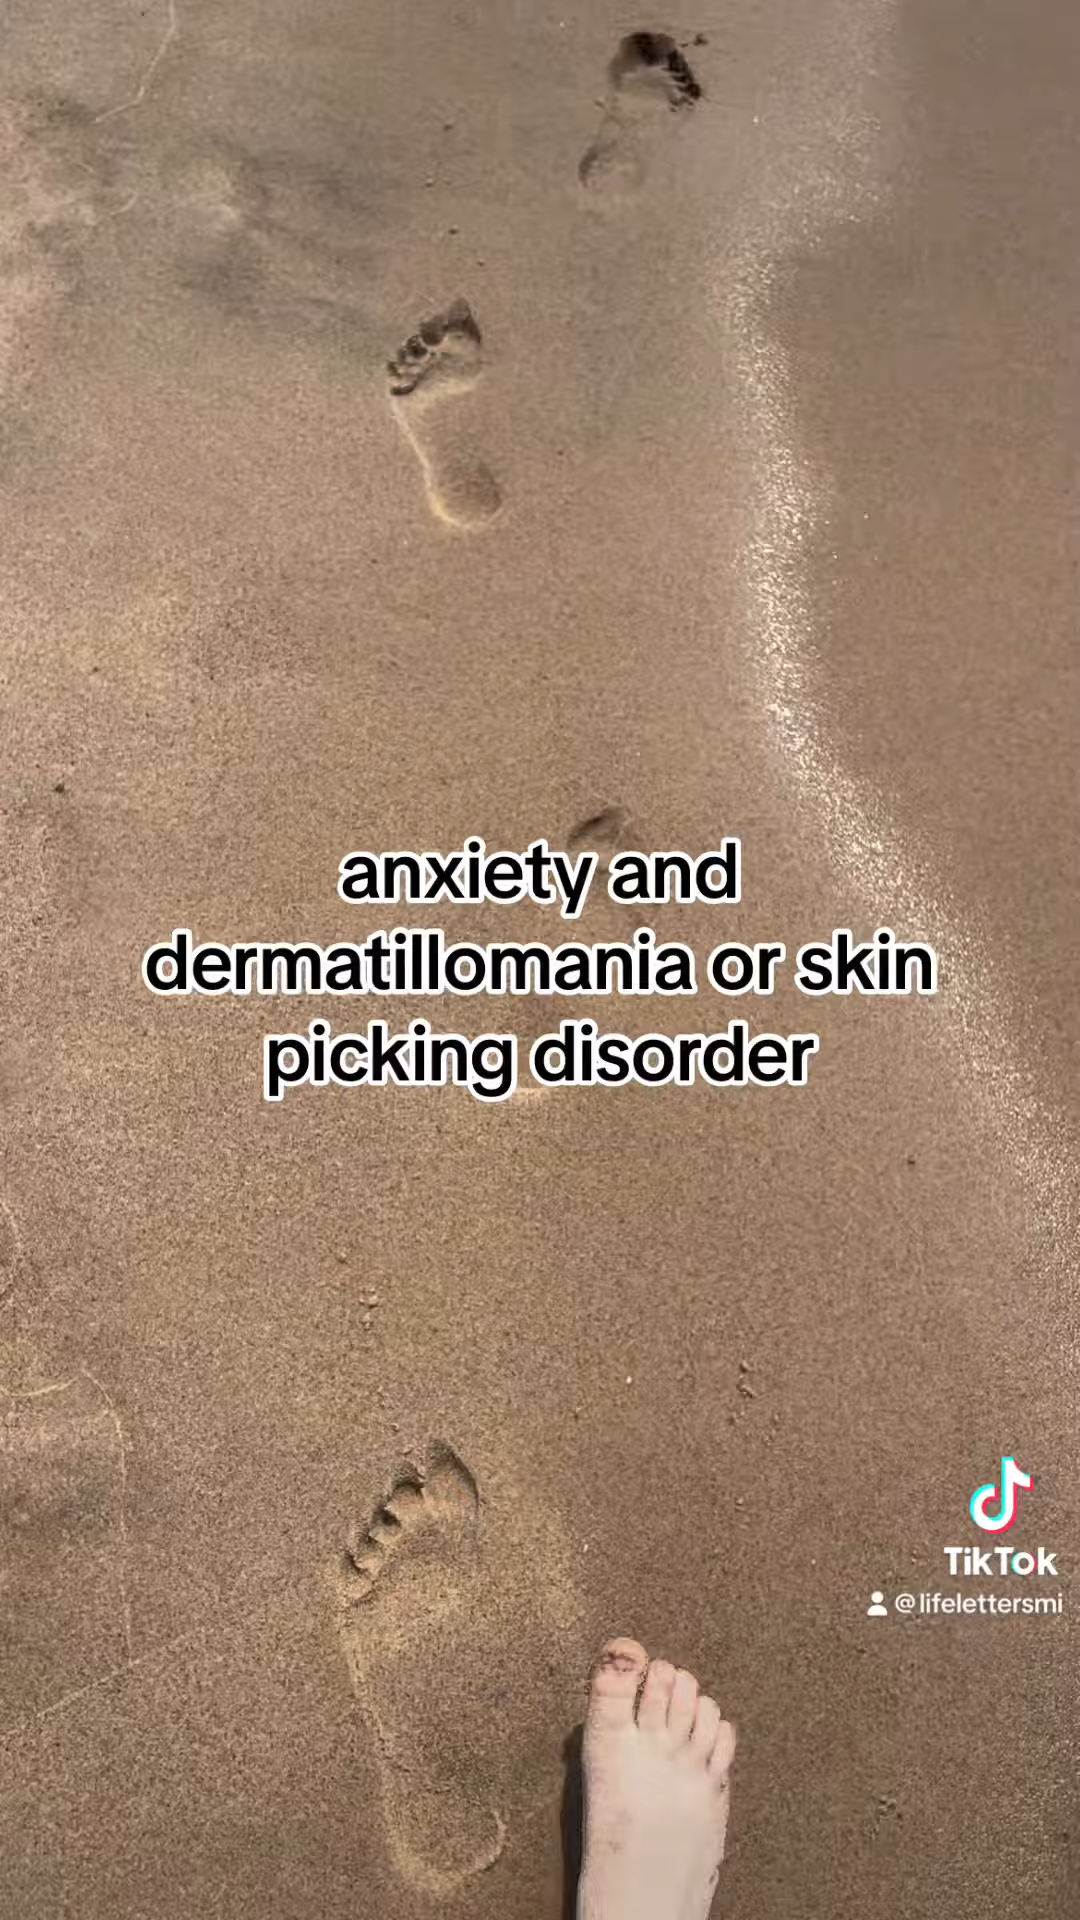 anxiety and
dermatillomania or skin
picking disorder
TikTok
@lifelettersmi